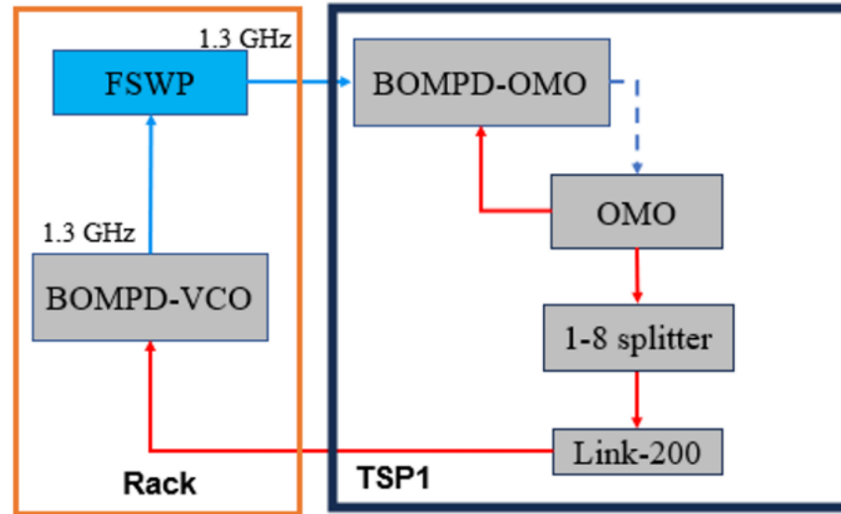 1.3 GHz
FSWP
BOMPD-OMO
OMO
1.3 GHz
BOMPD-VCO
1-8 splitter
Link-200
Rack
TSP1